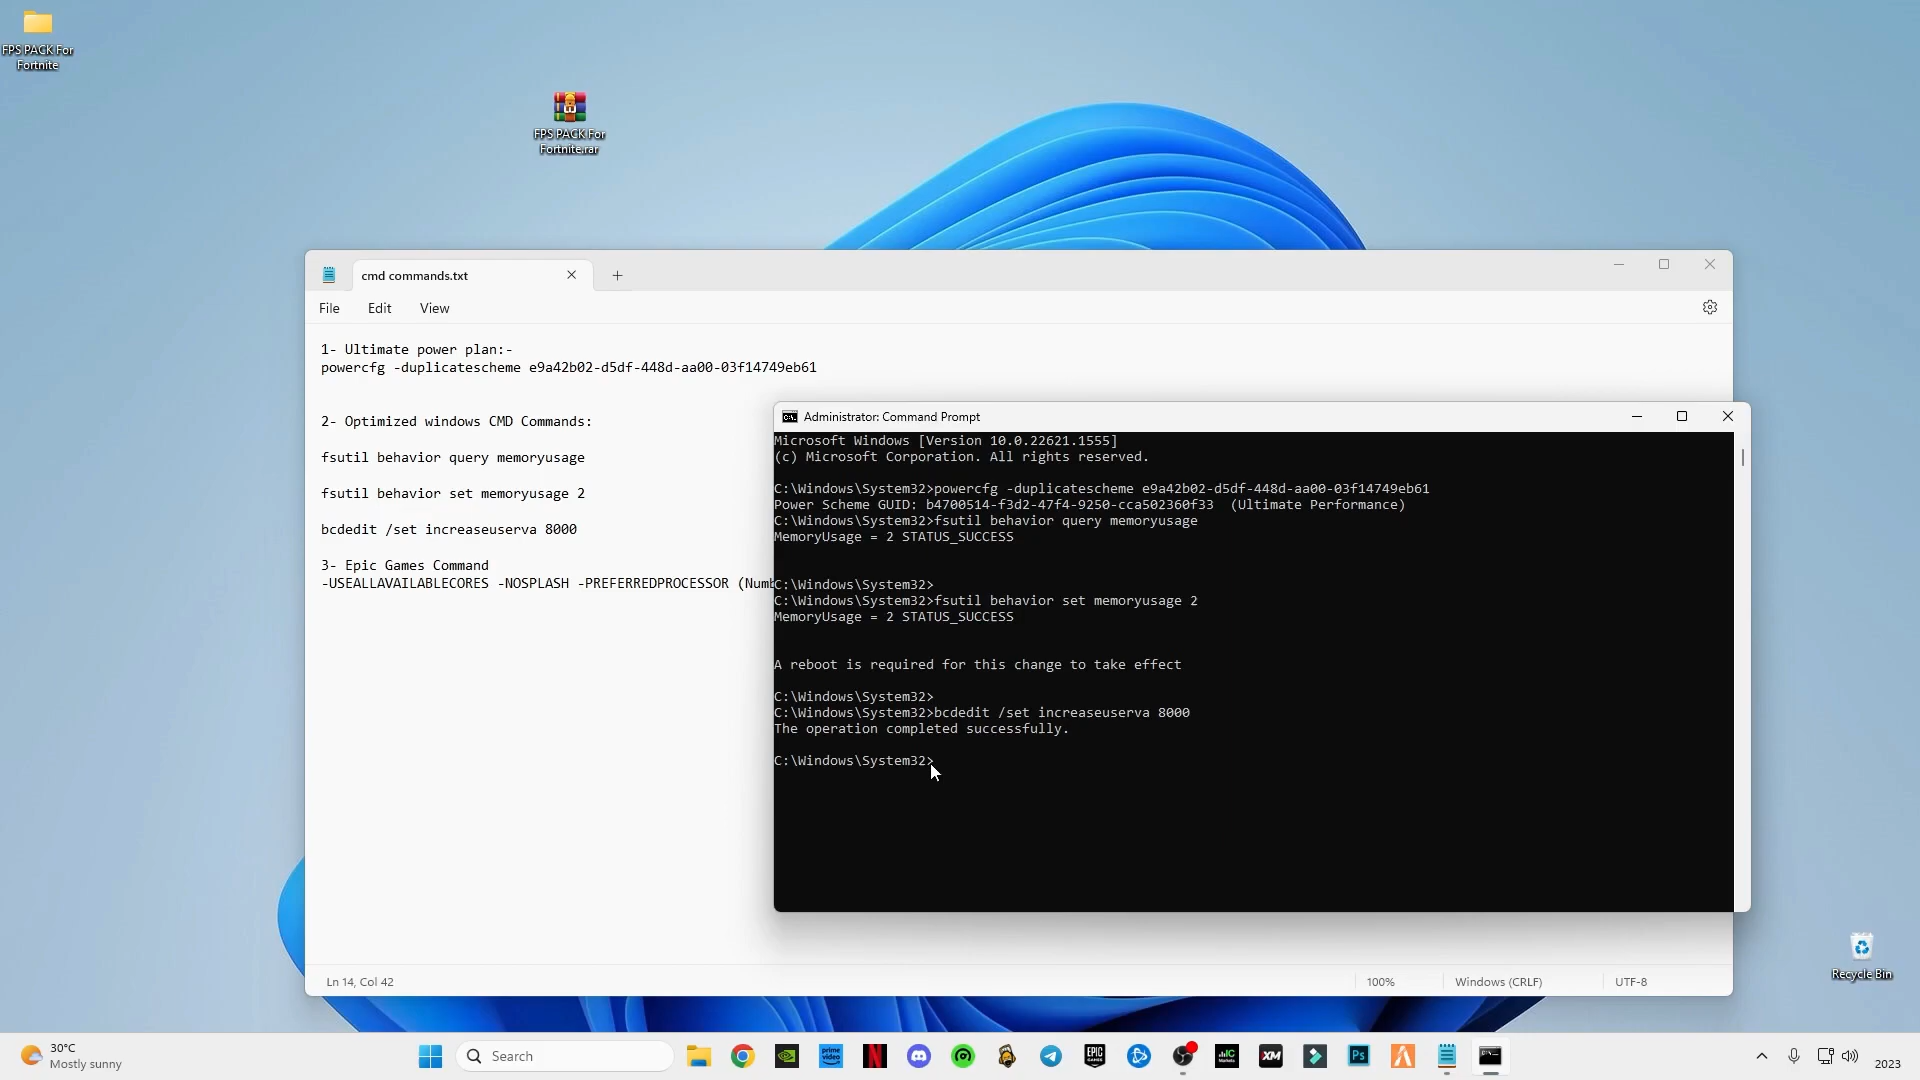 FPS PACK For
Fortnite
FPS PACK For
Fortnite.rar
cmd commands.txt
File Edit View
1- Ultimate power plan:-
powercfg -duplicatescheme e9a42b02-d5df-448d-aa00-03f14749eb61
2- Optimized windows CMD Commands:
fsutil behavior query memoryusage
fsutil behavior set memoryusage 2
bcdedit /set increaseuserva 8000
3- Epic Games Command
-USEALLAVAILABLECORES -NOSPLASH -PREFERREDPROCESSOR (Numb
Ln 14, Col 42
100%
Windows (CRLF)
UTF-8
Administrator: Command Prompt
Microsoft Windows [Version 10.0.22621.1555]
(c) Microsoft Corporation. All rights reserved.
C:\Windows\System32>powercfg -duplicatescheme e9a42b02-d5df-448d-aa00-03f14749eb61
Power Scheme GUID: b4700514-f3d2-47f4-9250-cca502360f33  (Ultimate Performance)
C:\Windows\System32>fsutil behavior query memoryusage
MemoryUsage = 2 STATUS_SUCCESS
C:\Windows\System32>
C:\Windows\System32>fsutil behavior set memoryusage 2
MemoryUsage = 2 STATUS_SUCCESS
A reboot is required for this change to take effect
C:\Windows\System32>
C:\Windows\System32>bcdedit /set increaseuserva 8000
The operation completed successfully.
C:\Windows\System32>
Recycle Bin
30°C
Mostly sunny
Search
prime video
EPIC GAMES
XM
Ps
2023